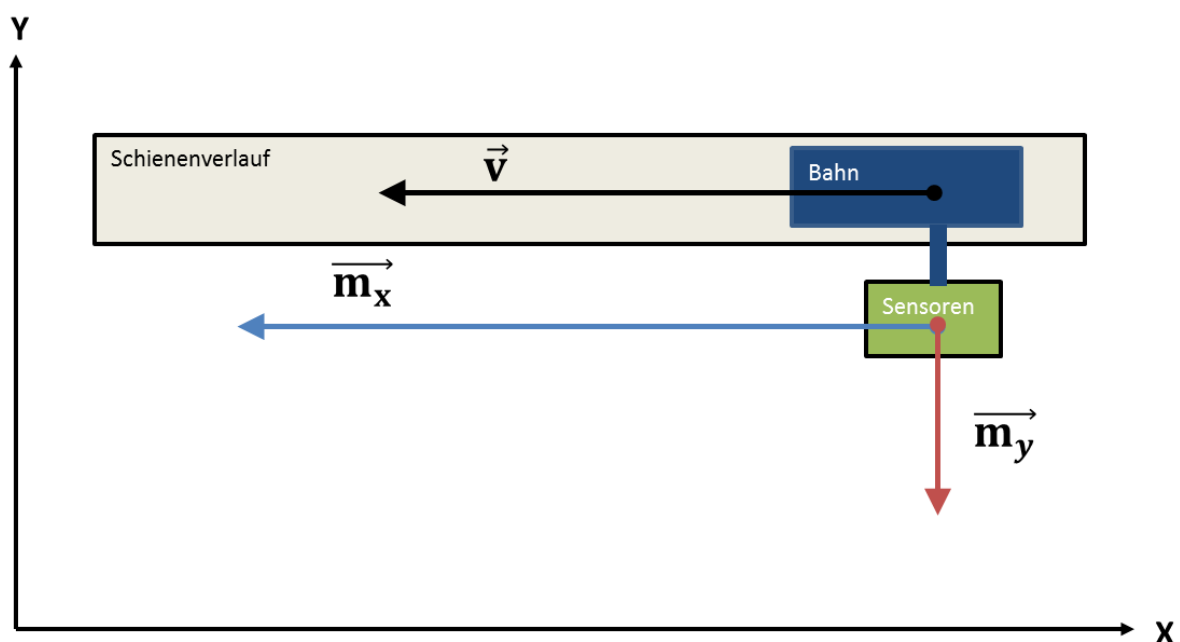 Y
Schienenverlauf
v⃗
Bahn
m⃗ₓ
Sensoren
m⃗ᵧ
X